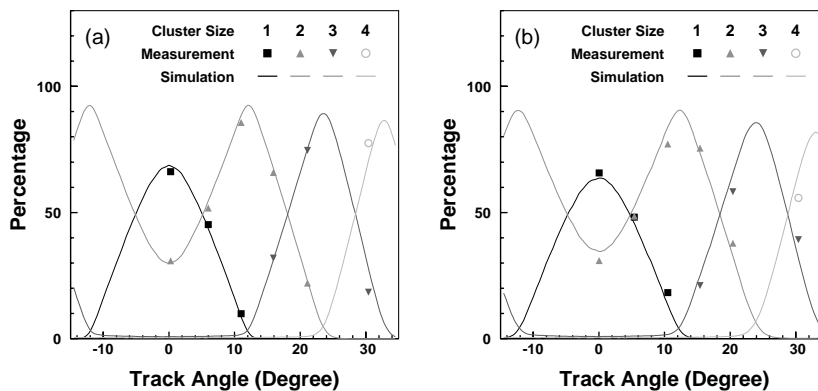 (a)
Cluster Size 1 2 3 4
Measurement
Simulation
100
50
0
Percentage
-10 0 10 20 30
Track Angle (Degree)
(b)
Cluster Size 1 2 3 4
Measurement
Simulation
100
50
0
Percentage
-10 0 10 20 30
Track Angle (Degree)